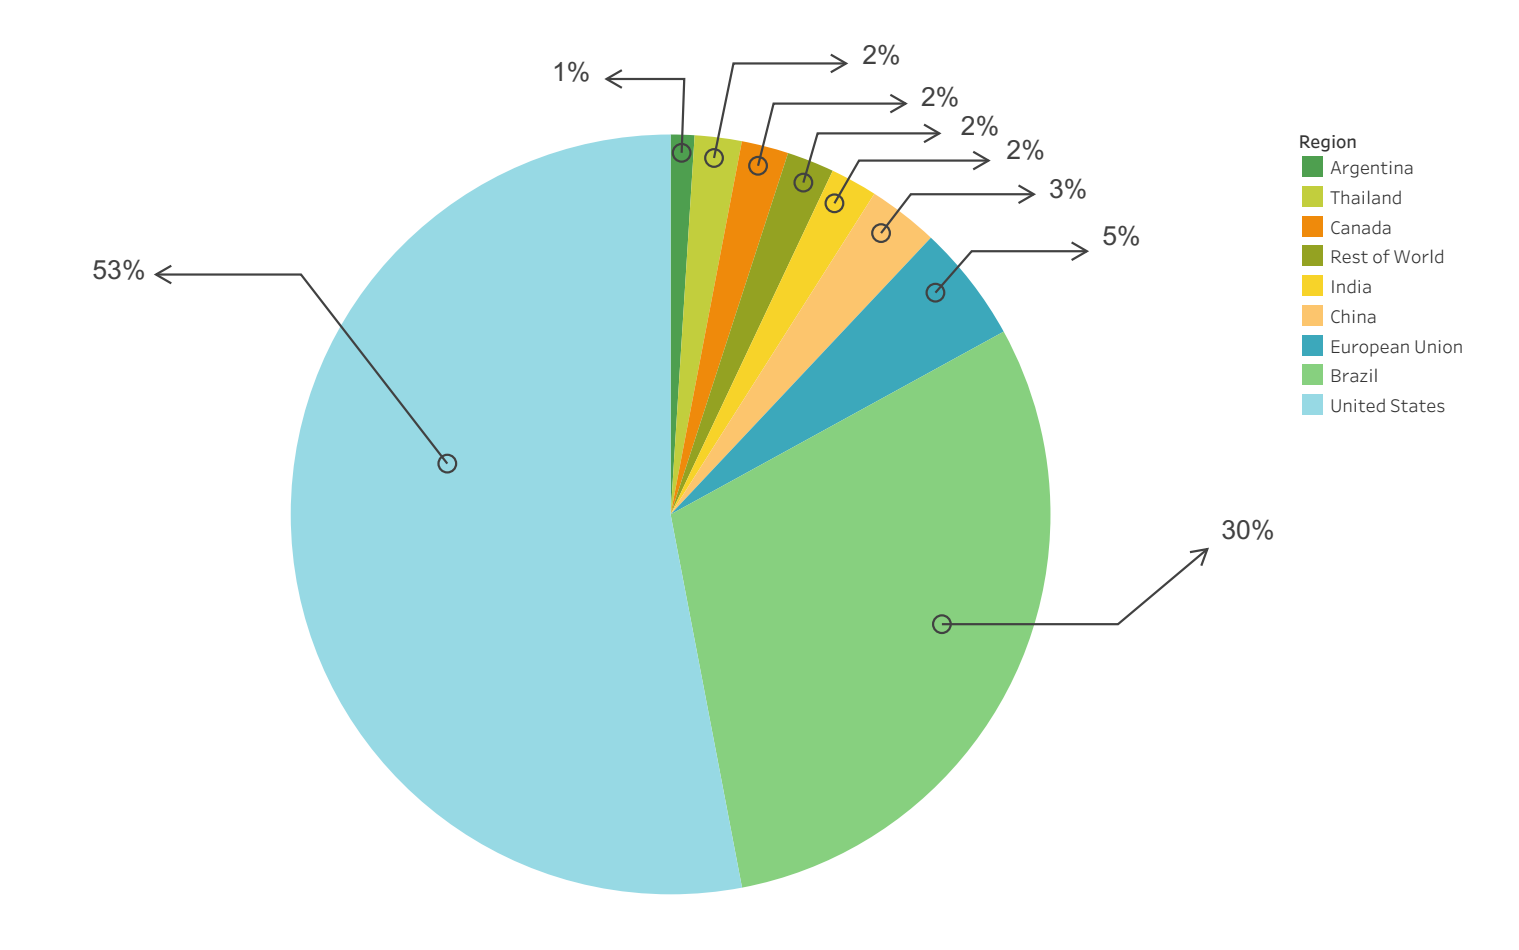 1%
2%
2%
2%
2%
3%
5%
53%
30%
Region
Argentina
Thailand
Canada
Rest of World
India
China
European Union
Brazil
United States